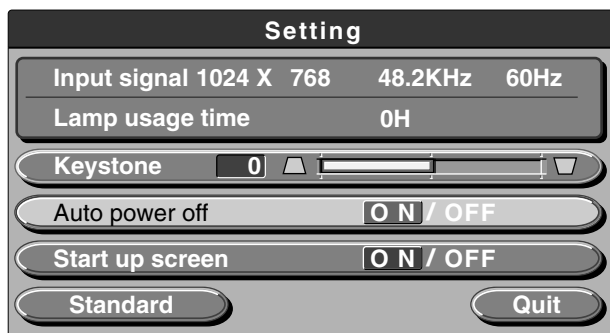 Setting
Input signal 1024 X 768 48.2KHz 60Hz
Lamp usage time 0H
Keystone 0
Auto power off ON / OFF
Start up screen ON / OFF
Standard Quit